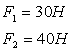 F₁ = 30H
F₂ = 40H